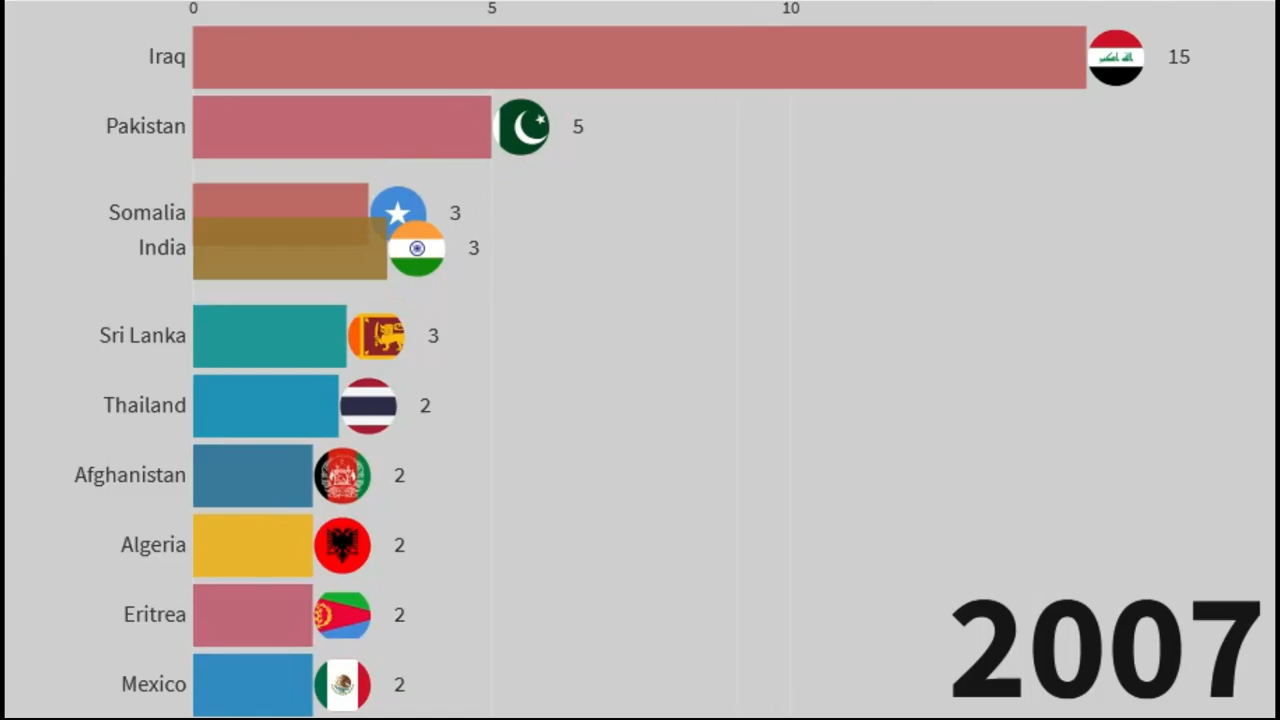 0 5 10
Iraq 15
Pakistan 5
Somalia 3
India 3
Sri Lanka 3
Thailand 2
Afghanistan 2
Algeria 2
Eritrea 2
Mexico 2
2007